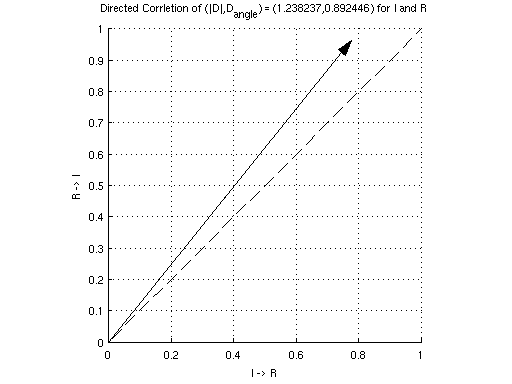 Directed Corrletion of (|D|,D_angle) = (1.238237,0.892446) for I and R
1
0.9
0.8
0.7
0.6
0.5
0.4
0.3
0.2
0.1
0
R -> I
0 0.2 0.4 0.6 0.8 1
I -> R